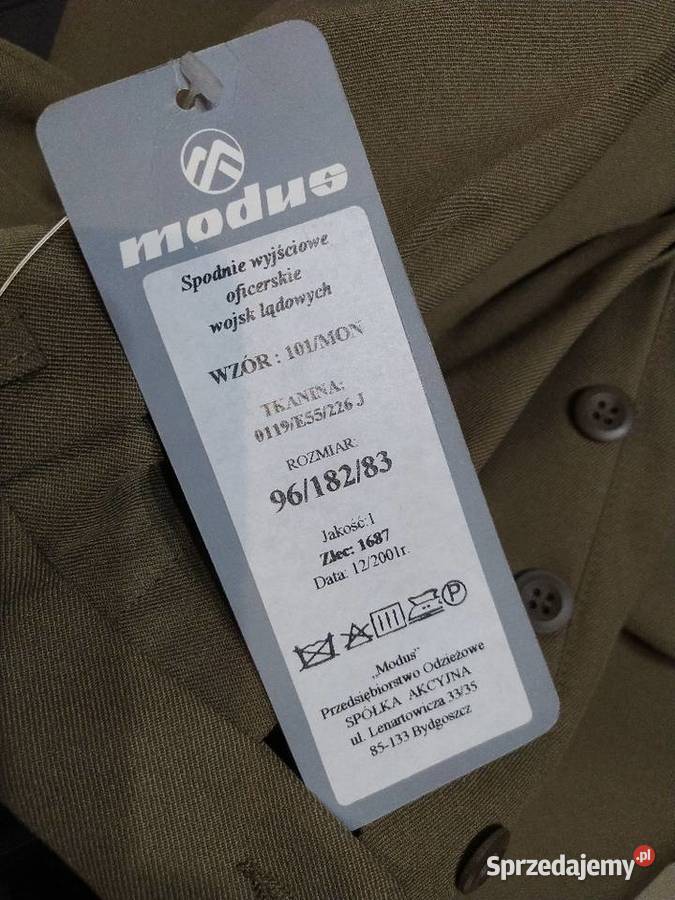 modus
Spodnie wyjściowe
oficerskie
wojsk lądowych
WZÓR : 101/MON
TKANINA:
0119/E55/226 J
ROZMIAR:
96/182/83
Jakość:1
Zlec: 1687
Data: 12/2001r.
P
„Modus"
Przedsiębiorstwo Odzieżowe
SPÓŁKA AKCYJNA
ul. Lenartowicza 33/35
85-133 Bydgoszcz
Sprzedajemy.pl